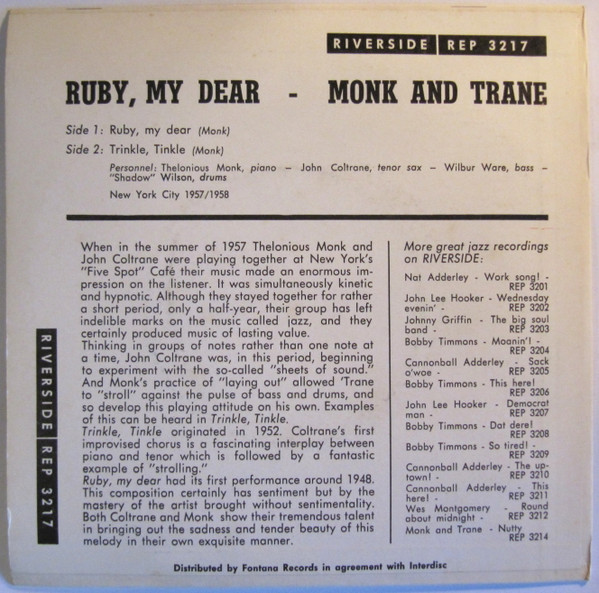 RIVERSIDE REP 3217
RUBY, MY DEAR - MONK AND TRANE
Side 1: Ruby, my dear (Monk)
Side 2: Trinkle, Tinkle (Monk)
Personnel: Thelonious Monk, piano – John Coltrane, tenor sax – Wilbur Ware, bass –
"Shadow" Wilson, drums
New York City 1957/1958
When in the summer of 1957 Thelonious Monk and
John Coltrane were playing together at New York's
"Five Spot" Café their music made an enormous im-
pression on the listener. It was simultaneously kinetic
and hypnotic. Although they stayed together for rather
a short period, only a half-year, their group has left
indelible marks on the music called jazz, and they
certainly produced music of lasting value.
Thinking in groups of notes rather than one note at
a time, John Coltrane was, in this period, beginning
to experiment with the so-called "sheets of sound."
And Monk's practice of "laying out" allowed 'Trane
to "stroll" against the pulse of bass and drums, and
so develop this playing attitude on his own. Examples
of this can be heard in Trinkle, Tinkle.
Trinkle, Tinkle originated in 1952. Coltrane's first
improvised chorus is a fascinating interplay between
piano and tenor which is followed by a fantastic
example of "strolling."
Ruby, my dear had its first performance around 1948.
This composition certainly has sentiment but by the
mastery of the artist brought without sentimentality.
Both Coltrane and Monk show their tremendous talent
in bringing out the sadness and tender beauty of this
melody in their own exquisite manner.
More great jazz recordings
on RIVERSIDE:
Nat Adderley - Work song! -
REP 3201
John Lee Hooker - Wednesday
evenin' - REP 3202
Johnny Griffin - The big soul
band - REP 3203
Bobby Timmons - Moanin'! -
REP 3204
Cannonball Adderley - Sack
o'woe - REP 3205
Bobby Timmons - This here!
REP 3206
John Lee Hooker - Democrat
man - REP 3207
Bobby Timmons - Dat dere!
REP 3208
Bobby Timmons - So tired! -
REP 3209
Cannonball Adderley - The up-
town! - REP 3210
Cannonball Adderley - This
here! - REP 3211
Wes Montgomery - Round
about midnight - REP 3212
Monk and Trane - Nutty
REP 3214
RIVERSIDE REP 3217
Distributed by Fontana Records in agreement with Interdisc